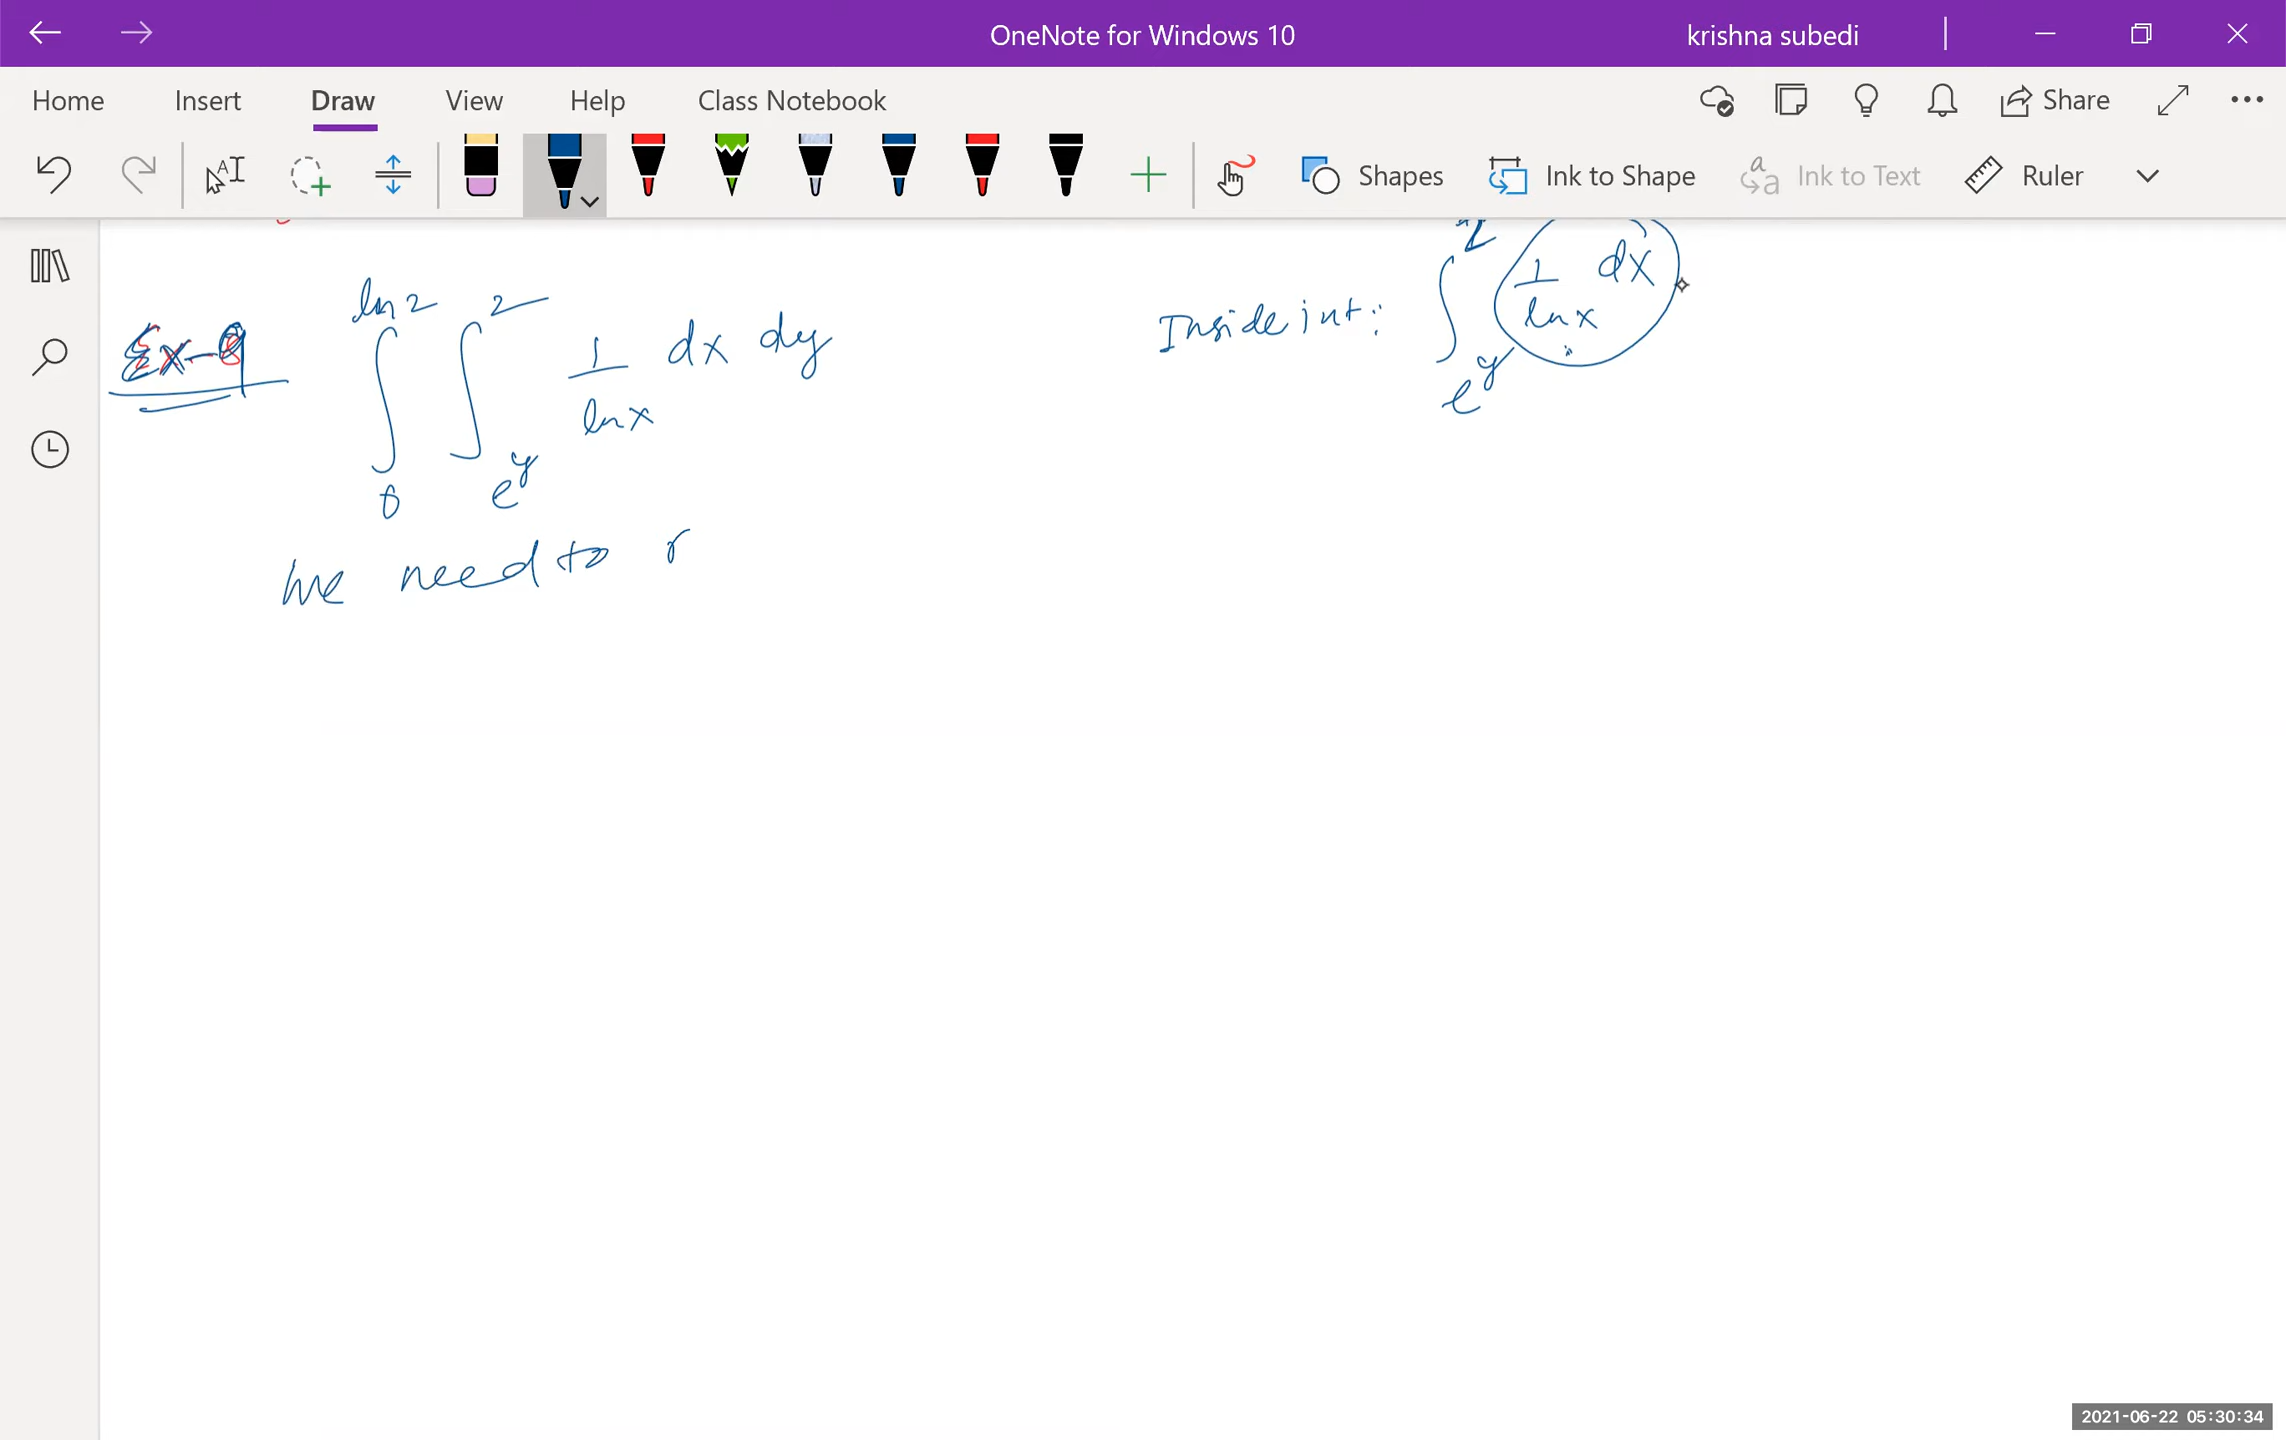 OneNote for Windows 10
krishna subedi
Home Insert Draw View Help Class Notebook
Share
Shapes Ink to Shape Ink to Text Ruler
Ex-9
∫_0^{ln 2} ∫_{e^y}^{2} 1/ln x dx dy
Inside int: ∫_{e^y}^{2} 1/ln x dx
We need to r
2021-06-22 05:30:34